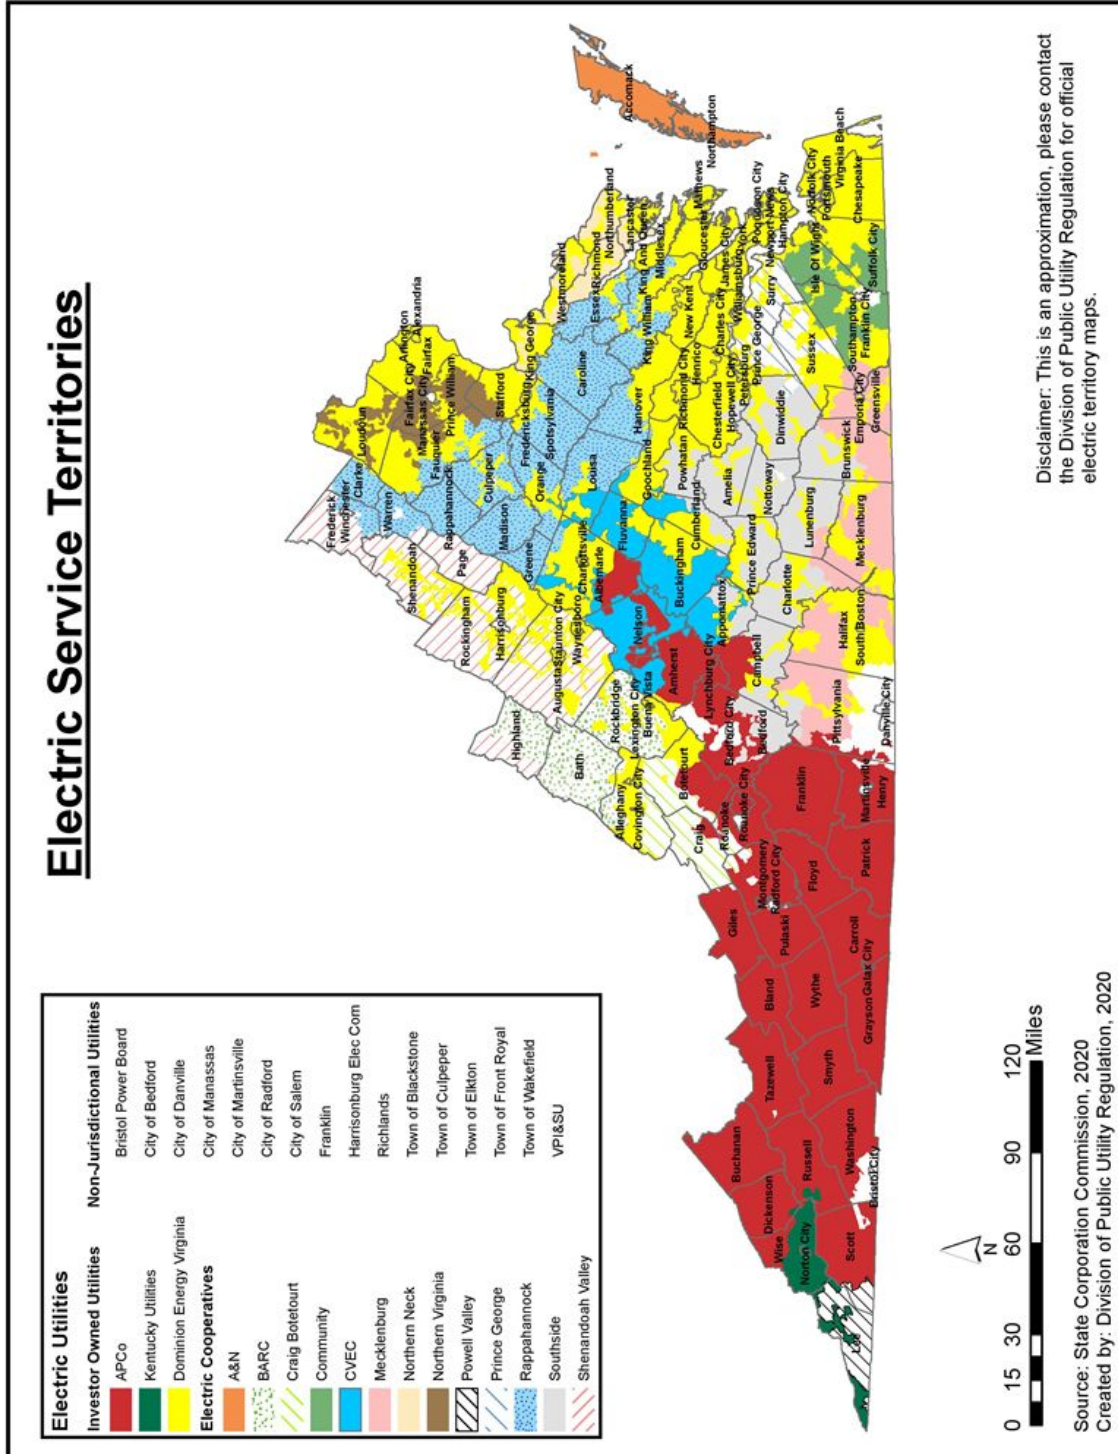 Electric Service Territories
Electric Utilities
Investor Owned Utilities
APCo
Kentucky Utilities
Dominion Energy Virginia
Electric Cooperatives
A&N
BARC
Craig Botetourt
Community
CVEC
Mecklenburg
Northern Neck
Northern Virginia
Powell Valley
Prince George
Rappahannock
Southside
Shenandoah Valley
Non-Jurisdictional Utilities
Bristol Power Board
City of Bedford
City of Danville
City of Manassas
City of Martinsville
City of Radford
City of Salem
Franklin
Harrisonburg Elec Com
Richlands
Town of Blackstone
Town of Culpeper
Town of Elkton
Town of Front Royal
Town of Wakefield
VPI&SU
Frederick
Winchester
Clarke
Loudoun
Warren
Shenandoah
Page
Rappahannock
Fauquier
Fairfax City
Manassas City
Prince William
Arlington
Alexandria
Fairfax
Stafford
Culpeper
Madison
Greene
Orange
Rockingham
Harrisonburg
Augusta
Staunton City
Waynesboro
Highland
Bath
Rockbridge
Lexington City
Buena Vista
Alleghany
Covington City
Botetourt
Craig
Roanoke
Roanoke City
Bedford City
Bedford
Albemarle
Charlottsville
Nelson
Amherst
Lynchburg City
Appomattox
Campbell
Buckingham
Fluvanna
Louisa
Goochland
Cumberland
Powhatan
Amelia
Prince Edward
Nottoway
Charlotte
Lunenburg
Fredericksburg
Spotsylvania
King George
Caroline
Hanover
Westmoreland
Essex
Richmond
Northumberland
Lancaster
King And Queen
King William
Middlesex
Mathews
Gloucester
New Kent
Henrico
Richmond City
Charles City
James City
Williamsburg
York
Poquoson City
Newport News
Hampton City
Chesterfield
Hopewell City
Petersburg
Prince George
Dinwiddie
Surry
Sussex
Isle Of Wight
Norfolk City
Portsmouth
Virginia Beach
Chesapeake
Suffolk City
Southampton
Franklin City
Emporia City
Greensville
Brunswick
Mecklenburg
Halifax
South Boston
Pittsylvania
Danville City
Accomack
Northampton
Giles
Montgomery
Radford City
Pulaski
Floyd
Franklin
Martinsville
Henry
Patrick
Carroll
Galax City
Grayson
Wythe
Bland
Tazewell
Smyth
Buchanan
Dickenson
Russell
Washington
Bristol City
Wise
Norton City
Scott
Lee
N
0 15 30 60 90 120
Miles
Source: State Corporation Commission, 2020
Created by: Division of Public Utility Regulation, 2020
Disclaimer: This is an approximation, please contact
the Division of Public Utility Regulation for official
electric territory maps.